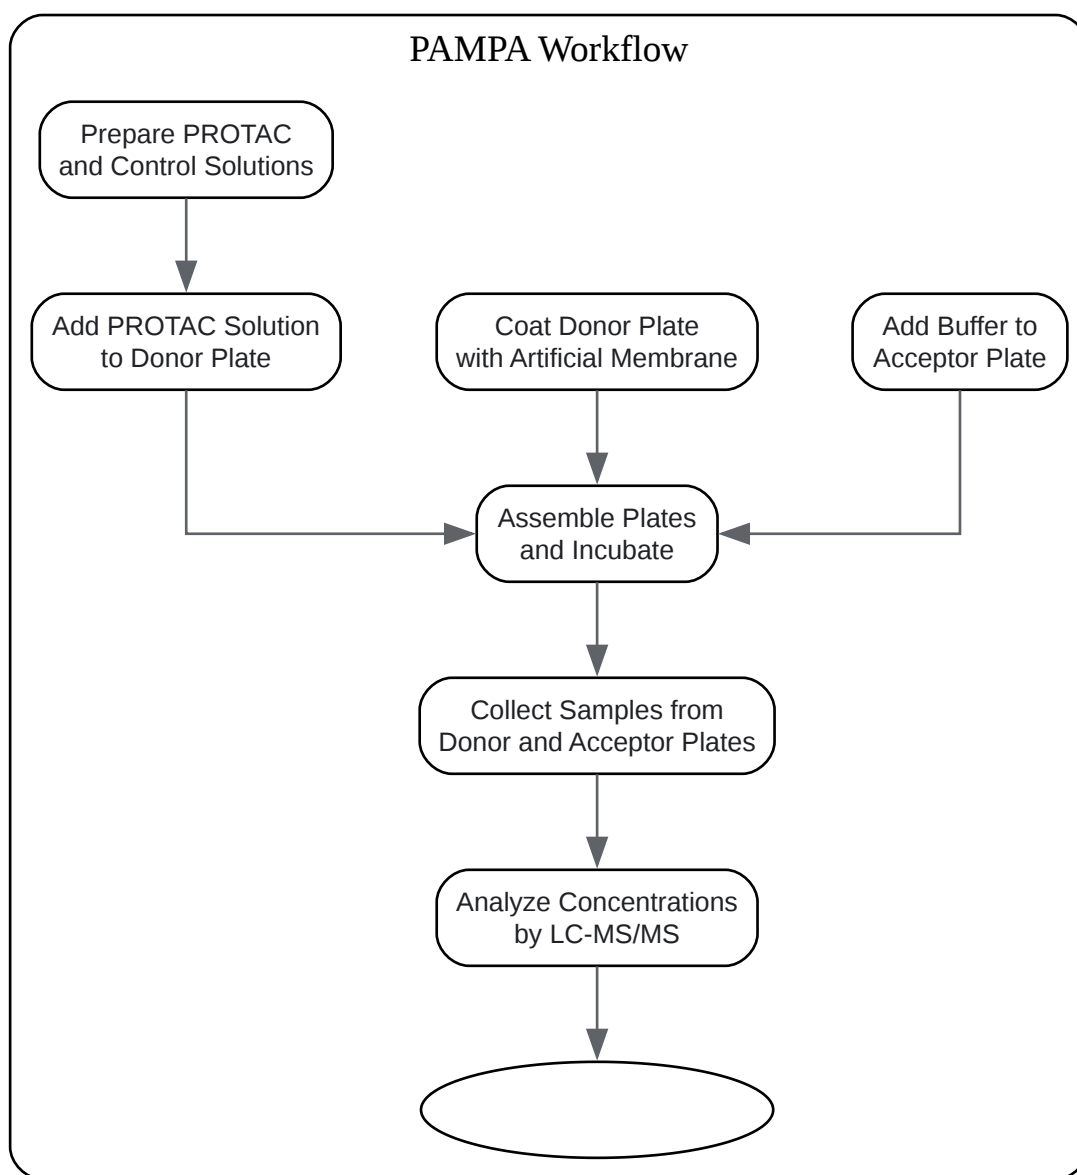 PAMPA Workflow
Prepare PROTAC
and Control Solutions
Add PROTAC Solution
to Donor Plate
Coat Donor Plate
with Artificial Membrane
Add Buffer to
Acceptor Plate
Assemble Plates
and Incubate
Collect Samples from
Donor and Acceptor Plates
Analyze Concentrations
by LC-MS/MS